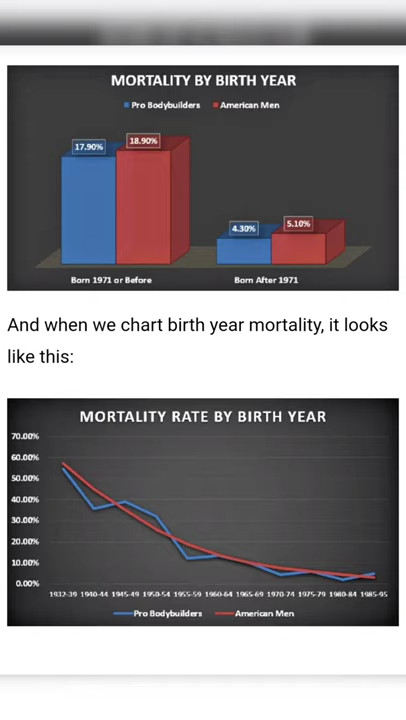 MORTALITY BY BIRTH YEAR
Pro Bodybuilders American Men
17.90% 18.90%
4.30% 5.10%
Born 1971 or Before Born After 1971
And when we chart birth year mortality, it looks
like this:
MORTALITY RATE BY BIRTH YEAR
70.00%
60.00%
50.00%
40.00%
30.00%
20.00%
10.00%
0.00%
1932-39 1940-44 1945-49 1950-54 1955-59 1960-64 1965-69 1970-74 1975-79 1980-84 1985-95
Pro Bodybuilders American Men